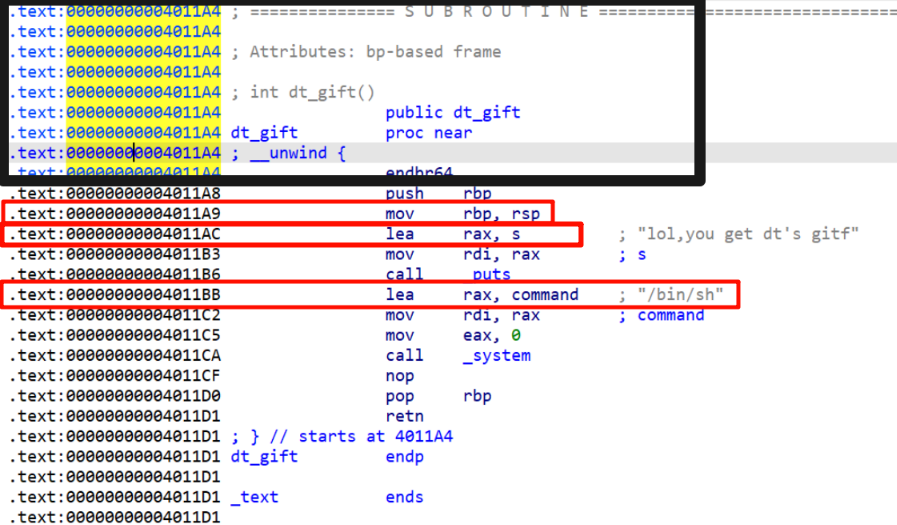 .text:00000000004011A4 ; =============== S U B R O U T I N E =================================
.text:00000000004011A4
.text:00000000004011A4 ; Attributes: bp-based frame
.text:00000000004011A4
.text:00000000004011A4 ; int dt_gift()
.text:00000000004011A4 public dt_gift
.text:00000000004011A4 dt_gift proc near
.text:00000000004011A4 ; __unwind {
.text:00000000004011A4 endbr64
.text:00000000004011A8 push rbp
.text:00000000004011A9 mov rbp, rsp
.text:00000000004011AC lea rax, s ; "lol,you get dt's gitf"
.text:00000000004011B3 mov rdi, rax ; s
.text:00000000004011B6 call _puts
.text:00000000004011BB lea rax, command ; "/bin/sh"
.text:00000000004011C2 mov rdi, rax ; command
.text:00000000004011C5 mov eax, 0
.text:00000000004011CA call _system
.text:00000000004011CF nop
.text:00000000004011D0 pop rbp
.text:00000000004011D1 retn
.text:00000000004011D1 ; } // starts at 4011A4
.text:00000000004011D1 dt_gift endp
.text:00000000004011D1
.text:00000000004011D1 _text ends
.text:00000000004011D1